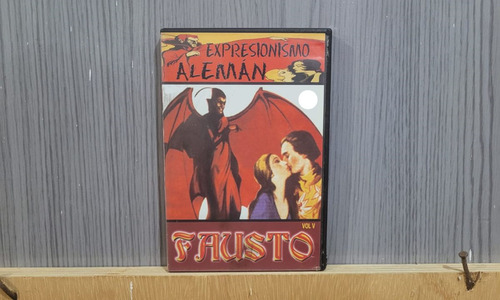 EXPRESIONISMO
ALEMÁN
VOL V
FAUSTO